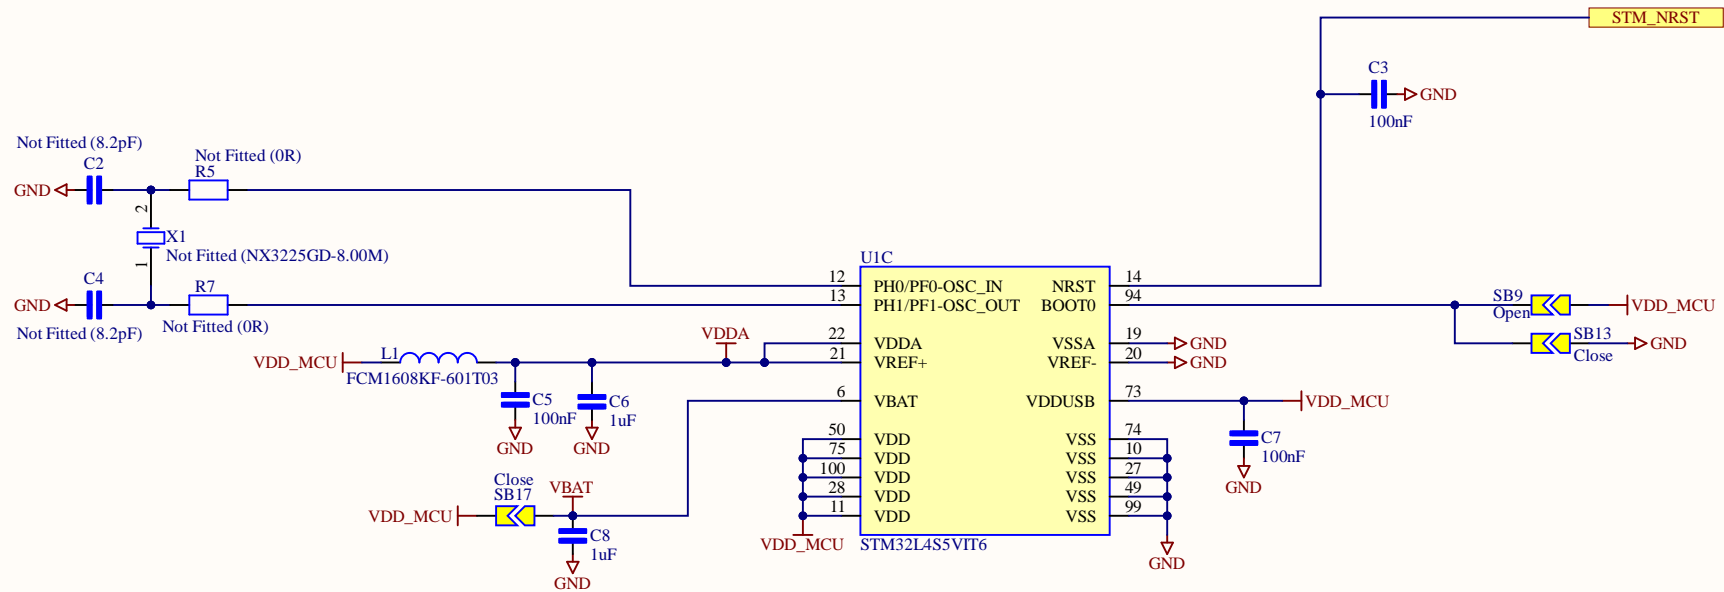 STM_NRST
C3
GND
100nF
Not Fitted (8.2pF)
C2
Not Fitted (0R)
R5
GND
2
X1
Not Fitted (NX3225GD-8.00M)
1
C4
R7
GND
Not Fitted (8.2pF)
Not Fitted (0R)
U1C
12
PH0/PF0-OSC_IN
NRST
14
13
PH1/PF1-OSC_OUT
BOOT0
94
SB9
Open
VDD_MCU
SB13
Close
GND
VDDA
22
VDDA
VSSA
19
GND
VDD_MCU
L1
FCM1608KF-601T03
21
VREF+
VREF-
20
GND
C5
100nF
GND
C6
1uF
GND
6
VBAT
VDDUSB
73
VDD_MCU
C7
100nF
GND
50
VDD
VSS
74
75
VDD
VSS
10
100
VDD
VSS
27
28
VDD
VSS
49
11
VDD
VSS
99
Close
SB17
VBAT
VDD_MCU
C8
1uF
GND
VDD_MCU
STM32L4S5VIT6
GND